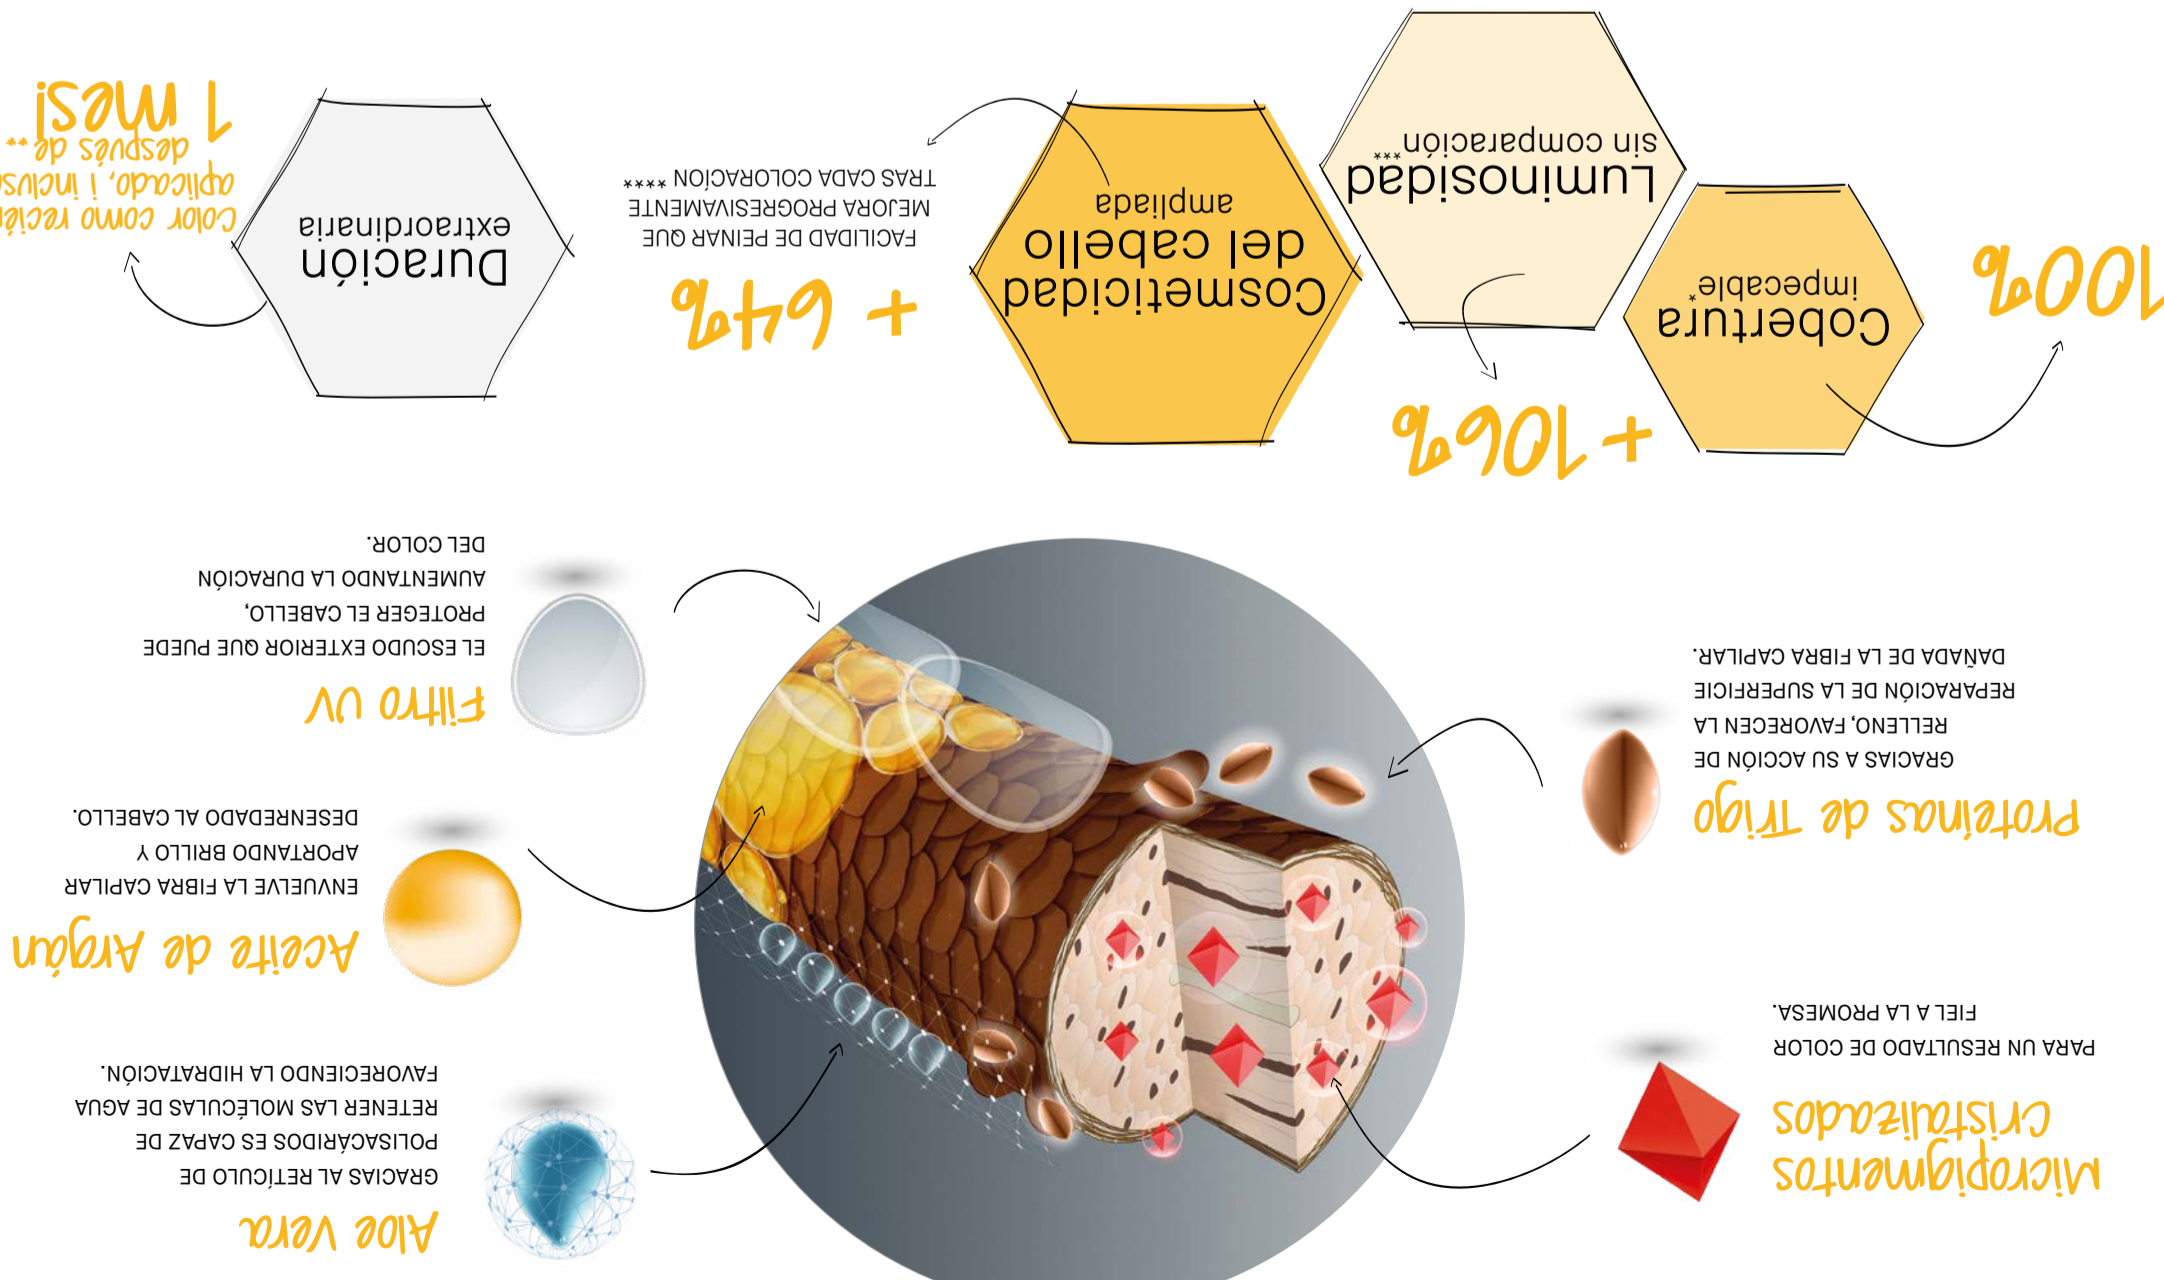 Micropigmentos
Cristalizados
PARA UN RESULTADO DE COLOR
FIEL A LA PROMESA.
Proteínas de Trigo
GRACIAS A SU ACCIÓN DE
RELLENO, FAVORECEN LA
REPARACIÓN DE LA SUPERFICIE
DAÑADA DE LA FIBRA CAPILAR.
Aloe Vera
GRACIAS AL RETÍCULO DE
POLISACÁRIDOS ES CAPAZ DE
RETENER LAS MOLÉCULAS DE AGUA
FAVORECIENDO LA HIDRATACIÓN.
Aceite de Argán
ENVUELVE LA FIBRA CAPILAR
APORTANDO BRILLO Y
DESENREDADO AL CABELLO.
Filtro UV
EL ESCUDO EXTERIOR QUE PUEDE
PROTEGER EL CABELLO,
AUMENTANDO LA DURACIÓN
DEL COLOR.
100%
Cobertura
impecable*
+ 106%
Luminosidad
sin comparación***
Cosmeticidad
del cabello
ampliada
+ 64%
FACILIDAD DE PEINAR QUE
MEJORA PROGRESIVAMENTE
TRAS CADA COLORACÍON ****
Duración
extraordinaria
Color como recién
aplicado, ¡ incluso
después de**
1 mes!